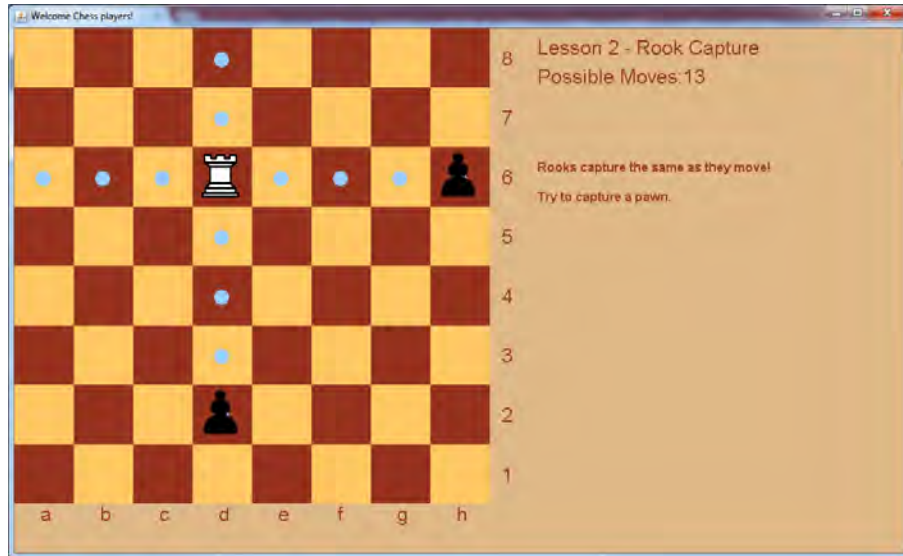 Welcome Chess players!
Lesson 2 - Rook Capture
Possible Moves:13
Rooks capture the same as they move!
Try to capture a pawn.
8
7
6
5
4
3
2
1
a b c d e f g h